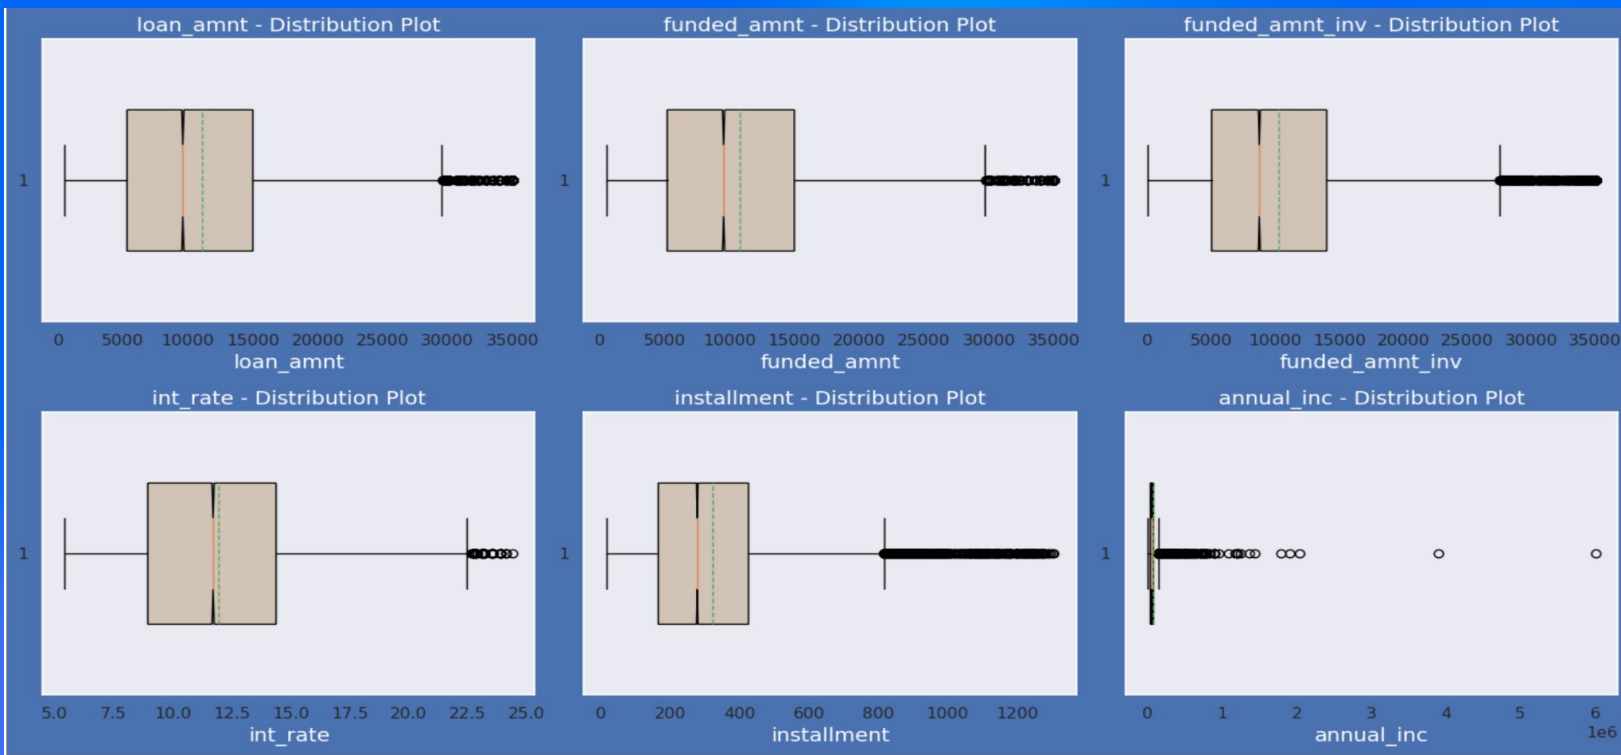 loan_amnt - Distribution Plot
funded_amnt - Distribution Plot
funded_amnt_inv - Distribution Plot
1
1
1
0 5000 10000 15000 20000 25000 30000 35000
0 5000 10000 15000 20000 25000 30000 35000
0 5000 10000 15000 20000 25000 30000 35000
loan_amnt
funded_amnt
funded_amnt_inv
int_rate - Distribution Plot
installment - Distribution Plot
annual_inc - Distribution Plot
1
1
1
5.0 7.5 10.0 12.5 15.0 17.5 20.0 22.5 25.0
0 200 400 600 800 1000 1200
0 1 2 3 4 5 6
1e6
int_rate
installment
annual_inc